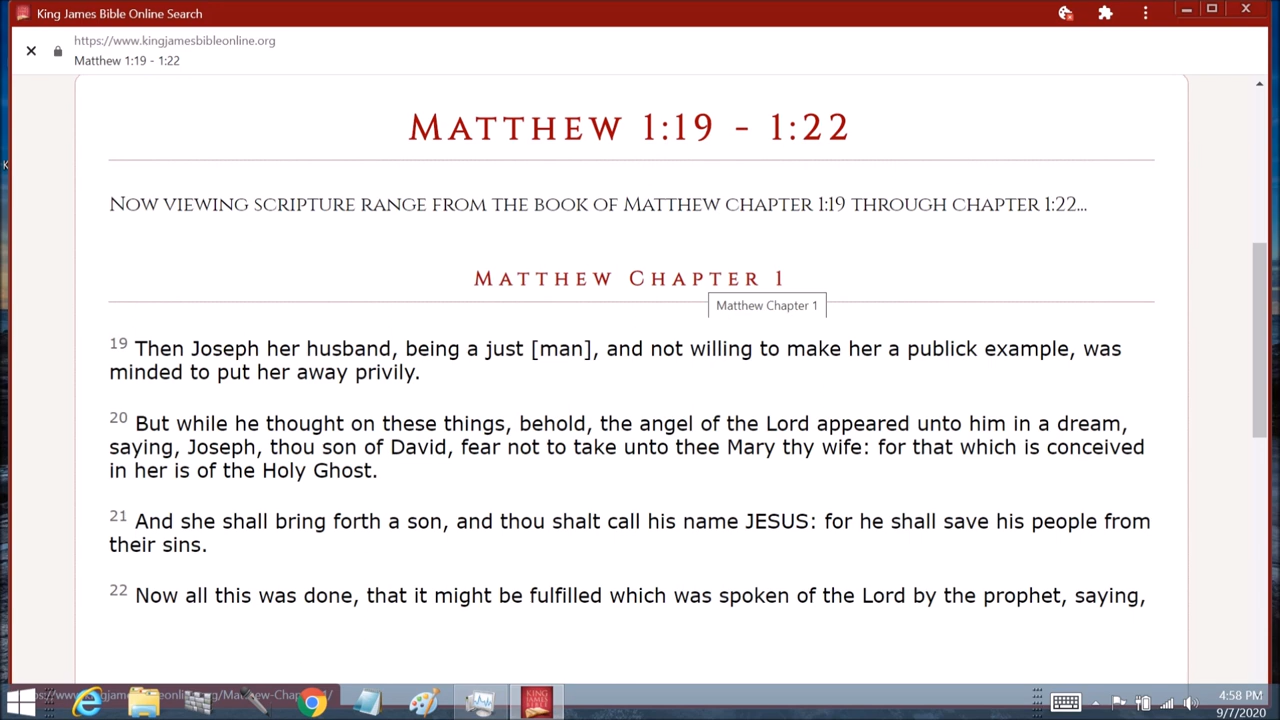 King James Bible Online Search
https://www.kingjamesbibleonline.org
Matthew 1:19 - 1:22
MATTHEW 1:19 - 1:22
NOW VIEWING SCRIPTURE RANGE FROM THE BOOK OF MATTHEW CHAPTER 1:19 THROUGH CHAPTER 1:22...
MATTHEW CHAPTER 1
Matthew Chapter 1
19 Then Joseph her husband, being a just [man], and not willing to make her a publick example, was
minded to put her away privily.
20 But while he thought on these things, behold, the angel of the Lord appeared unto him in a dream,
saying, Joseph, thou son of David, fear not to take unto thee Mary thy wife: for that which is conceived
in her is of the Holy Ghost.
21 And she shall bring forth a son, and thou shalt call his name JESUS: for he shall save his people from
their sins.
22 Now all this was done, that it might be fulfilled which was spoken of the Lord by the prophet, saying,
KING
JAMES
BIBLE
4:58 PM
9/7/2020